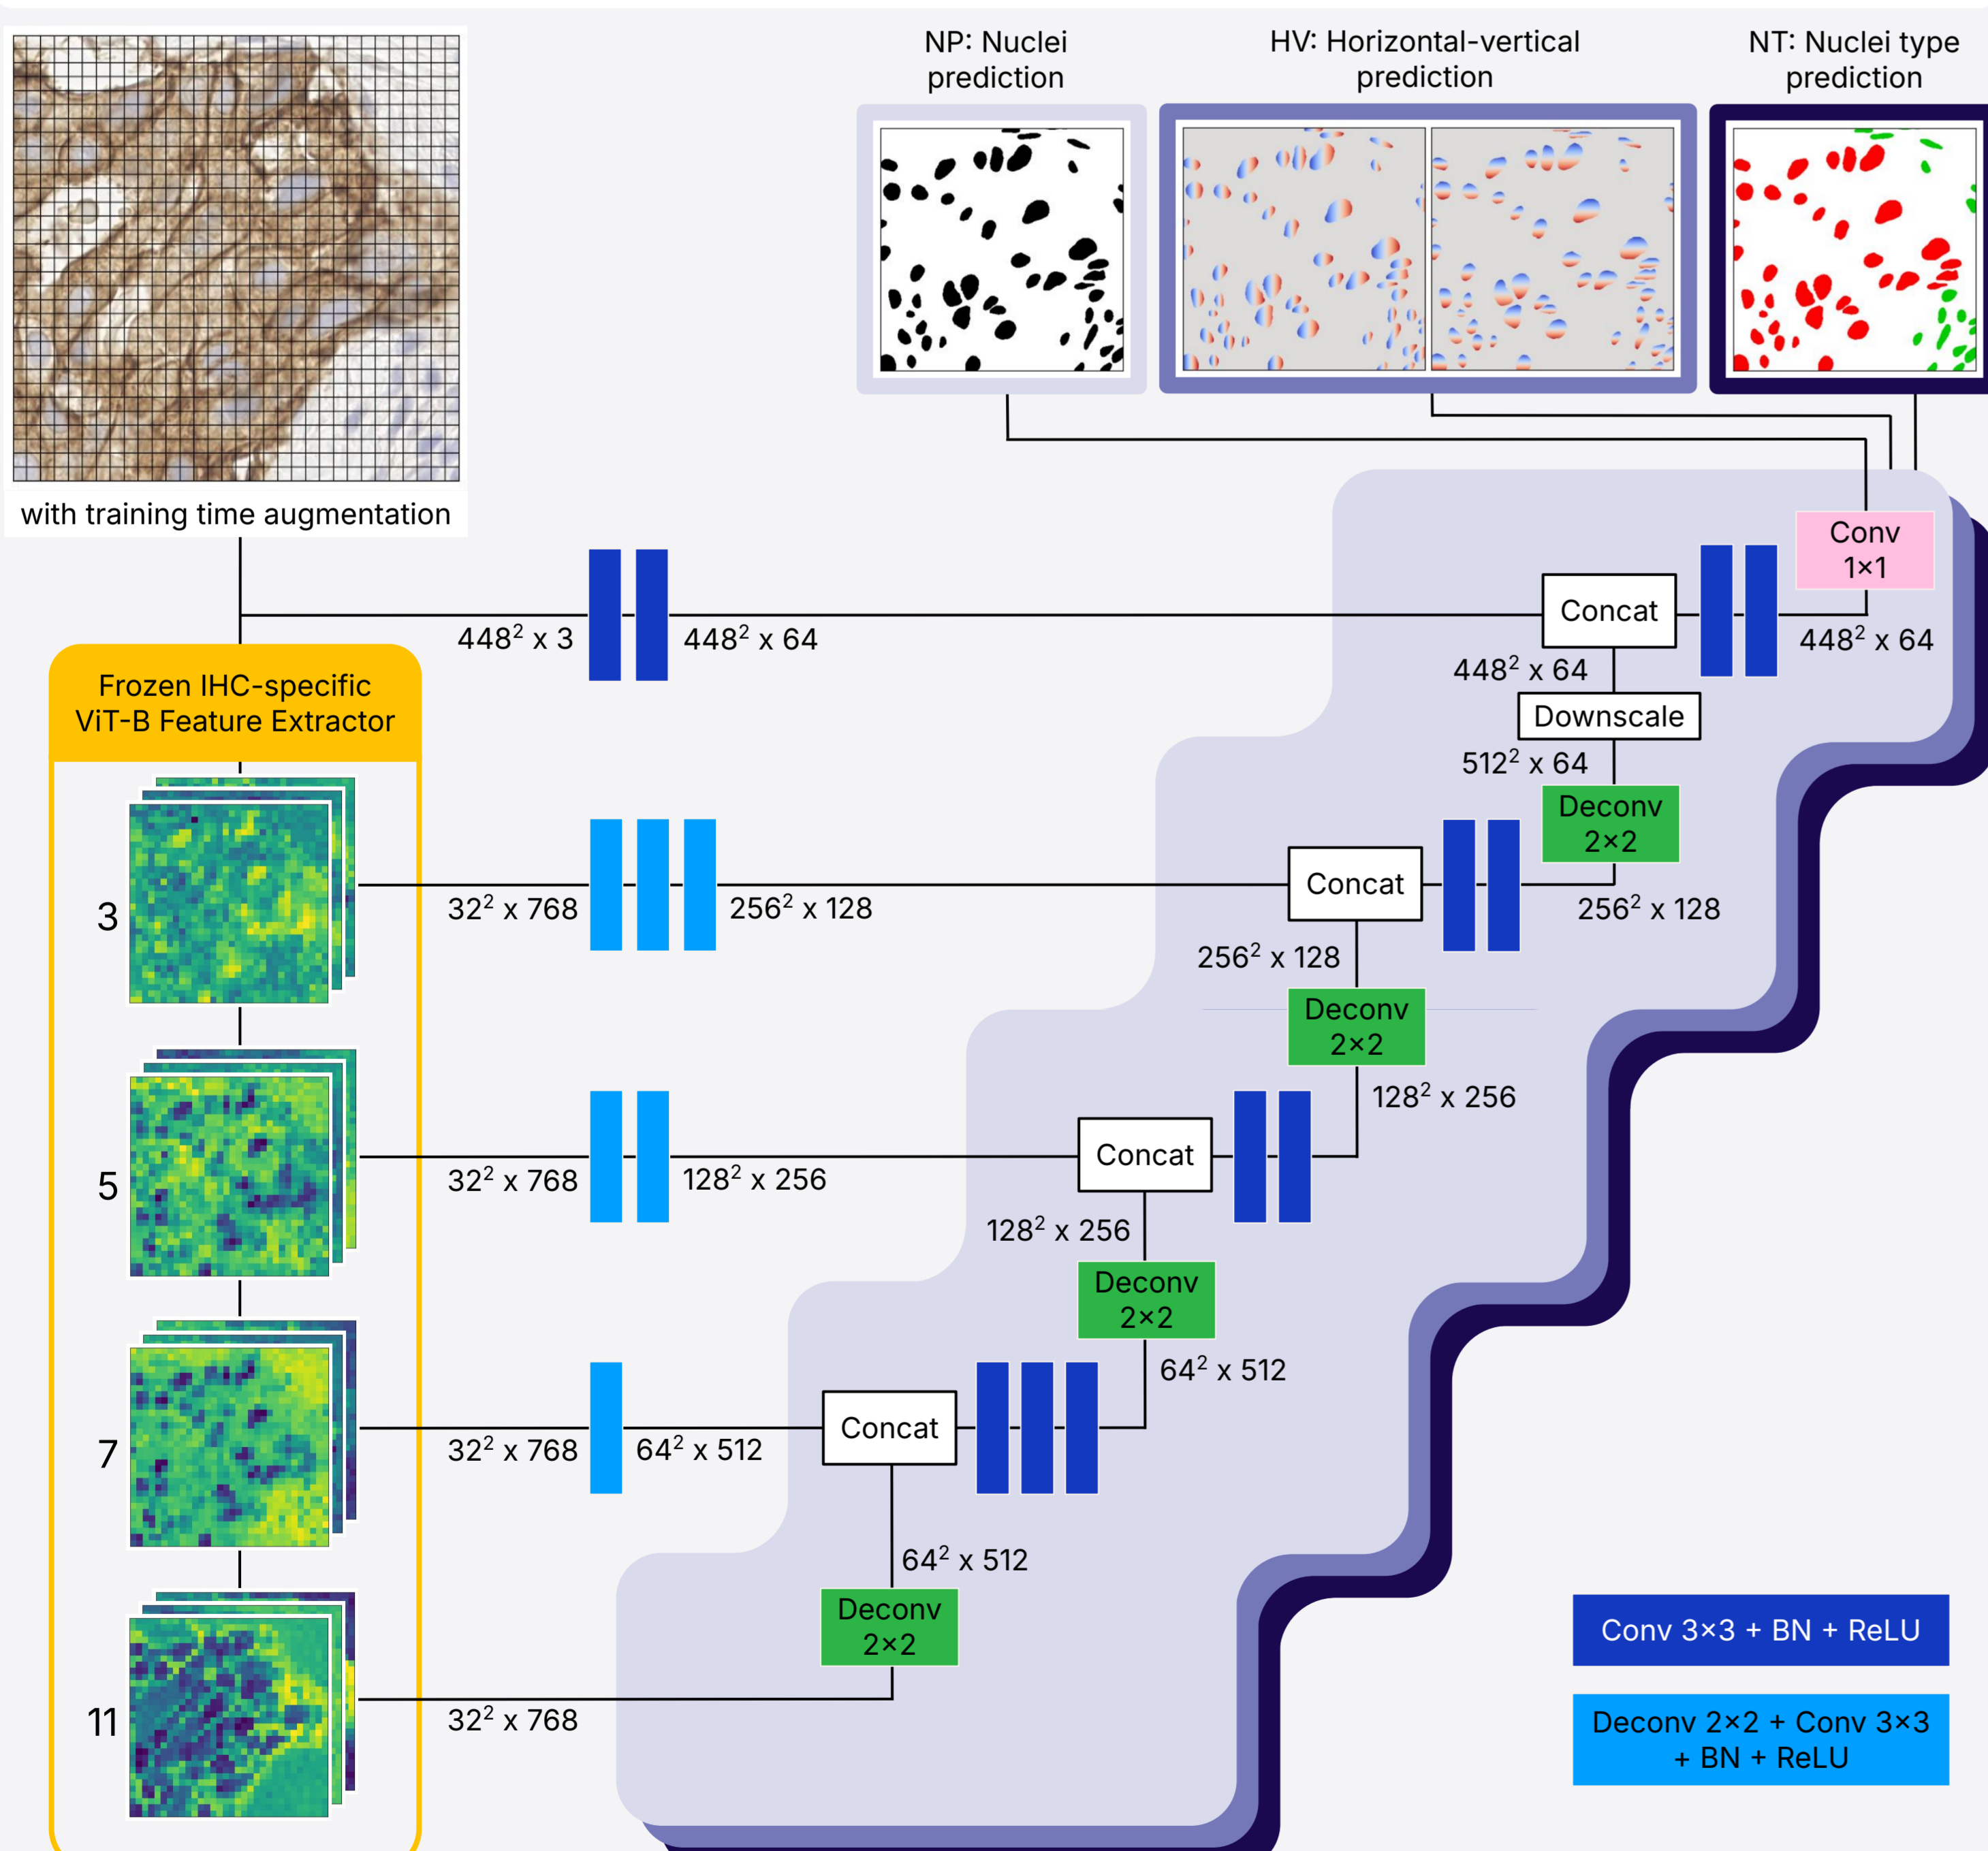 NP: Nuclei
prediction
HV: Horizontal-vertical
prediction
NT: Nuclei type
prediction
with training time augmentation
Conv
1×1
Concat
448² x 3
448² x 64
448² x 64
448² x 64
Downscale
Frozen IHC-specific
ViT-B Feature Extractor
512² x 64
Deconv
2×2
3
32² x 768
256² x 128
Concat
256² x 128
256² x 128
Deconv
2×2
128² x 256
5
32² x 768
128² x 256
Concat
128² x 256
Deconv
2×2
64² x 512
7
32² x 768
64² x 512
Concat
64² x 512
Deconv
2×2
11
32² x 768
Conv 3×3 + BN + ReLU
Deconv 2×2 + Conv 3×3
+ BN + ReLU